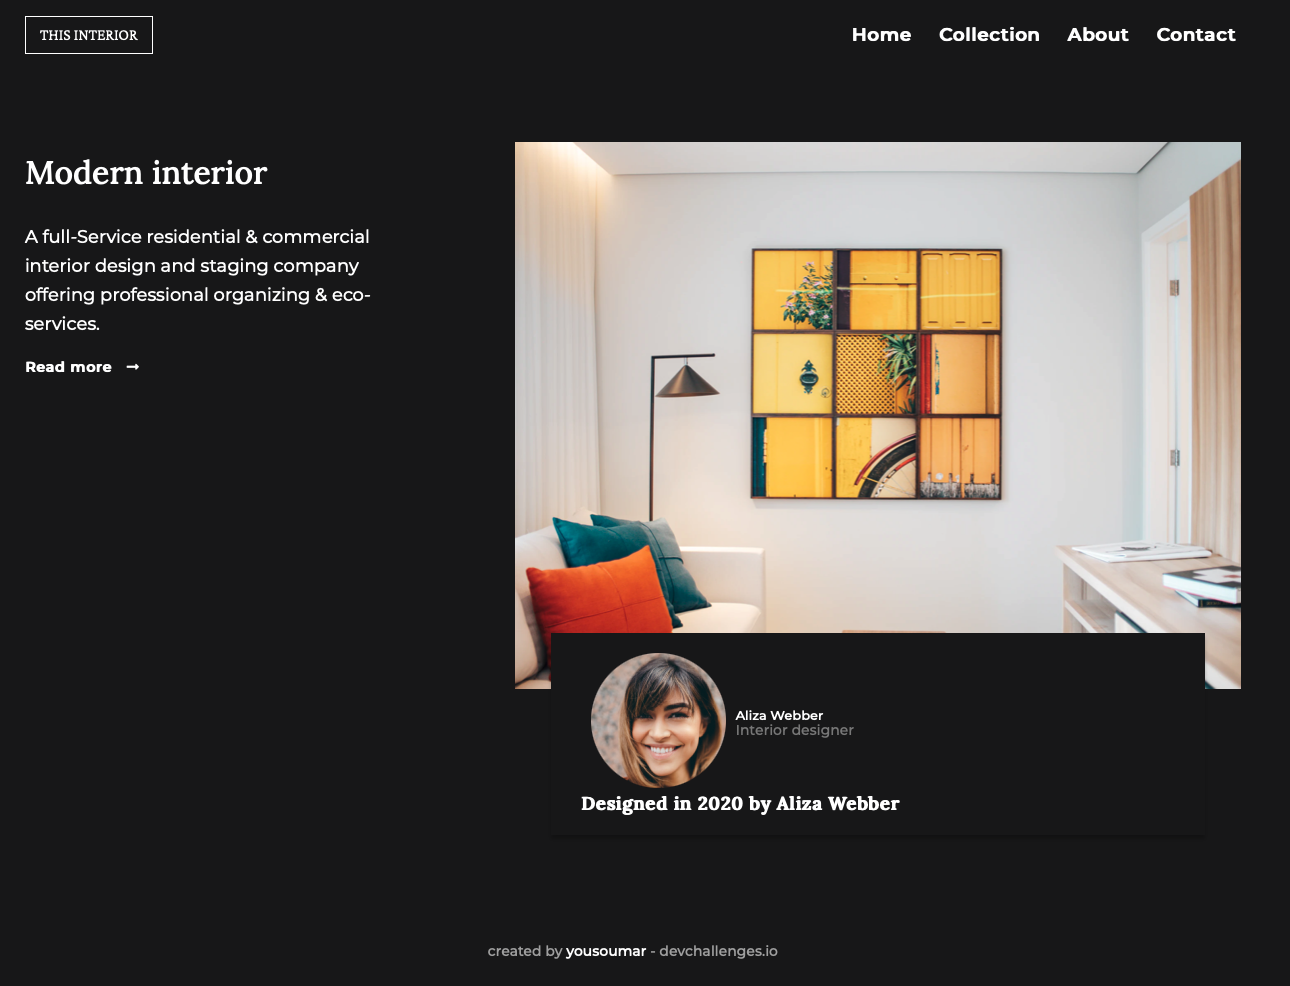 THIS INTERIOR
Home Collection About Contact
Modern interior
A full-Service residential & commercial
interior design and staging company
offering professional organizing & eco-
services.
Read more →
Aliza Webber
Interior designer
Designed in 2020 by Aliza Webber
created by yousoumar - devchallenges.io